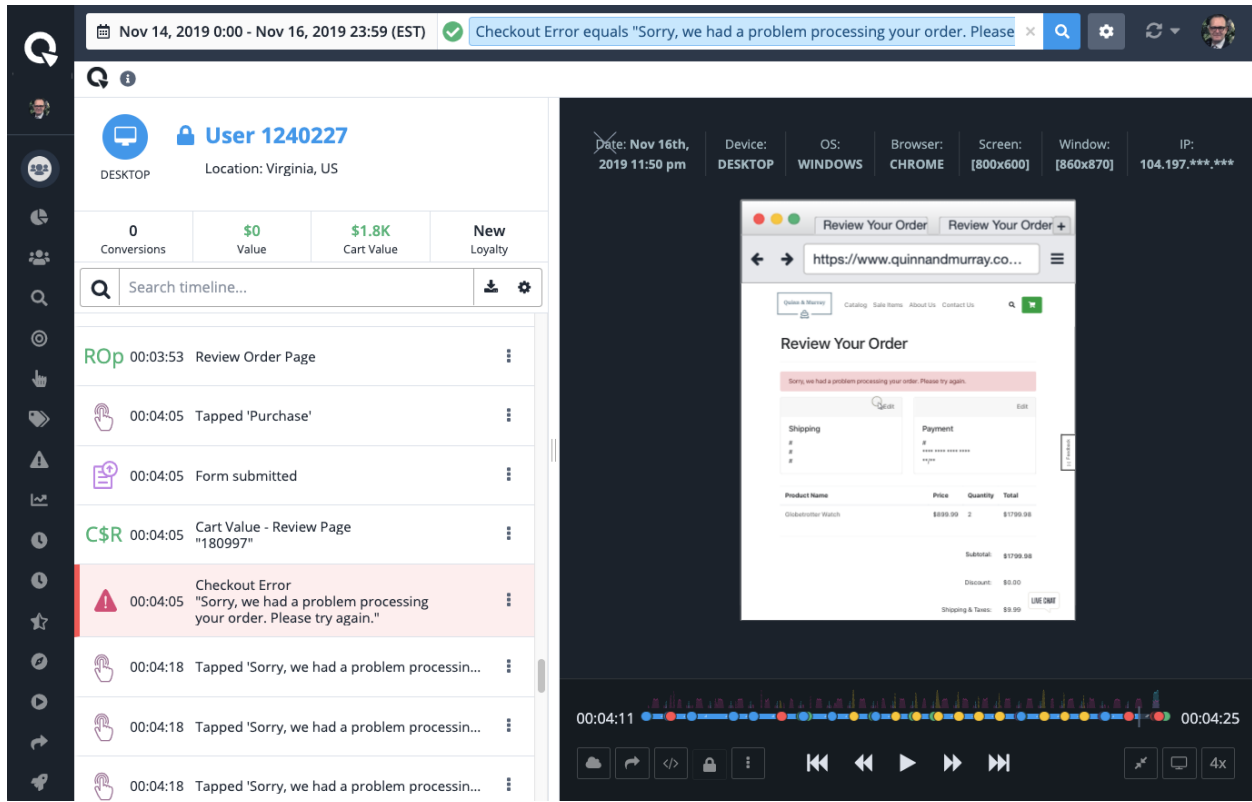 Nov 14, 2019 0:00 - Nov 16, 2019 23:59 (EST)
Checkout Error equals "Sorry, we had a problem processing your order. Please
DESKTOP
User 1240227
Location: Virginia, US
0
Conversions
$0
Value
$1.8K
Cart Value
New
Loyalty
Search timeline...
ROp 00:03:53 Review Order Page
00:04:05 Tapped 'Purchase'
00:04:05 Form submitted
C$R 00:04:05 Cart Value - Review Page
"180997"
00:04:05 Checkout Error
"Sorry, we had a problem processing
your order. Please try again."
00:04:18 Tapped 'Sorry, we had a problem processin...
00:04:18 Tapped 'Sorry, we had a problem processin...
00:04:18 Tapped 'Sorry, we had a problem processin...
Date: Nov 16th,
2019 11:50 pm
Device:
DESKTOP
OS:
WINDOWS
Browser:
CHROME
Screen:
[800x600]
Window:
[860x870]
IP:
104.197.***.***
Review Your Order
Review Your Order
https://www.quinnandmurray.co...
Quinn & Murray
Catalog Sale Items About Us Contact Us
Review Your Order
Sorry, we had a problem processing your order. Please try again.
Edit
Edit
Shipping
#
#
#
Payment
#
**** **** **** ****
**/**
Feedback
Product Name Price Quantity Total
Globetrotter Watch $899.99 2 $1799.98
Subtotal: $1799.98
Discount: $0.00
LIVE CHAT
Shipping & Taxes: $9.99
00:04:11
00:04:25
4x